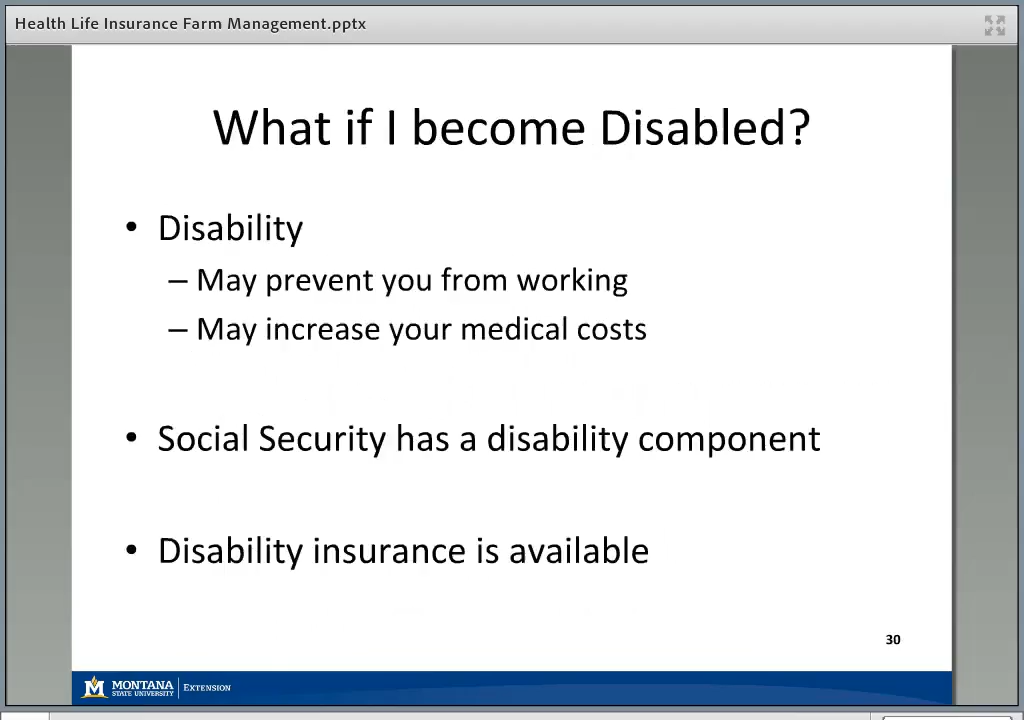 Health Life Insurance Farm Management.pptx
What if I become Disabled?
• Disability
– May prevent you from working
– May increase your medical costs
• Social Security has a disability component
• Disability insurance is available
30
MONTANA
STATE UNIVERSITY
EXTENSION